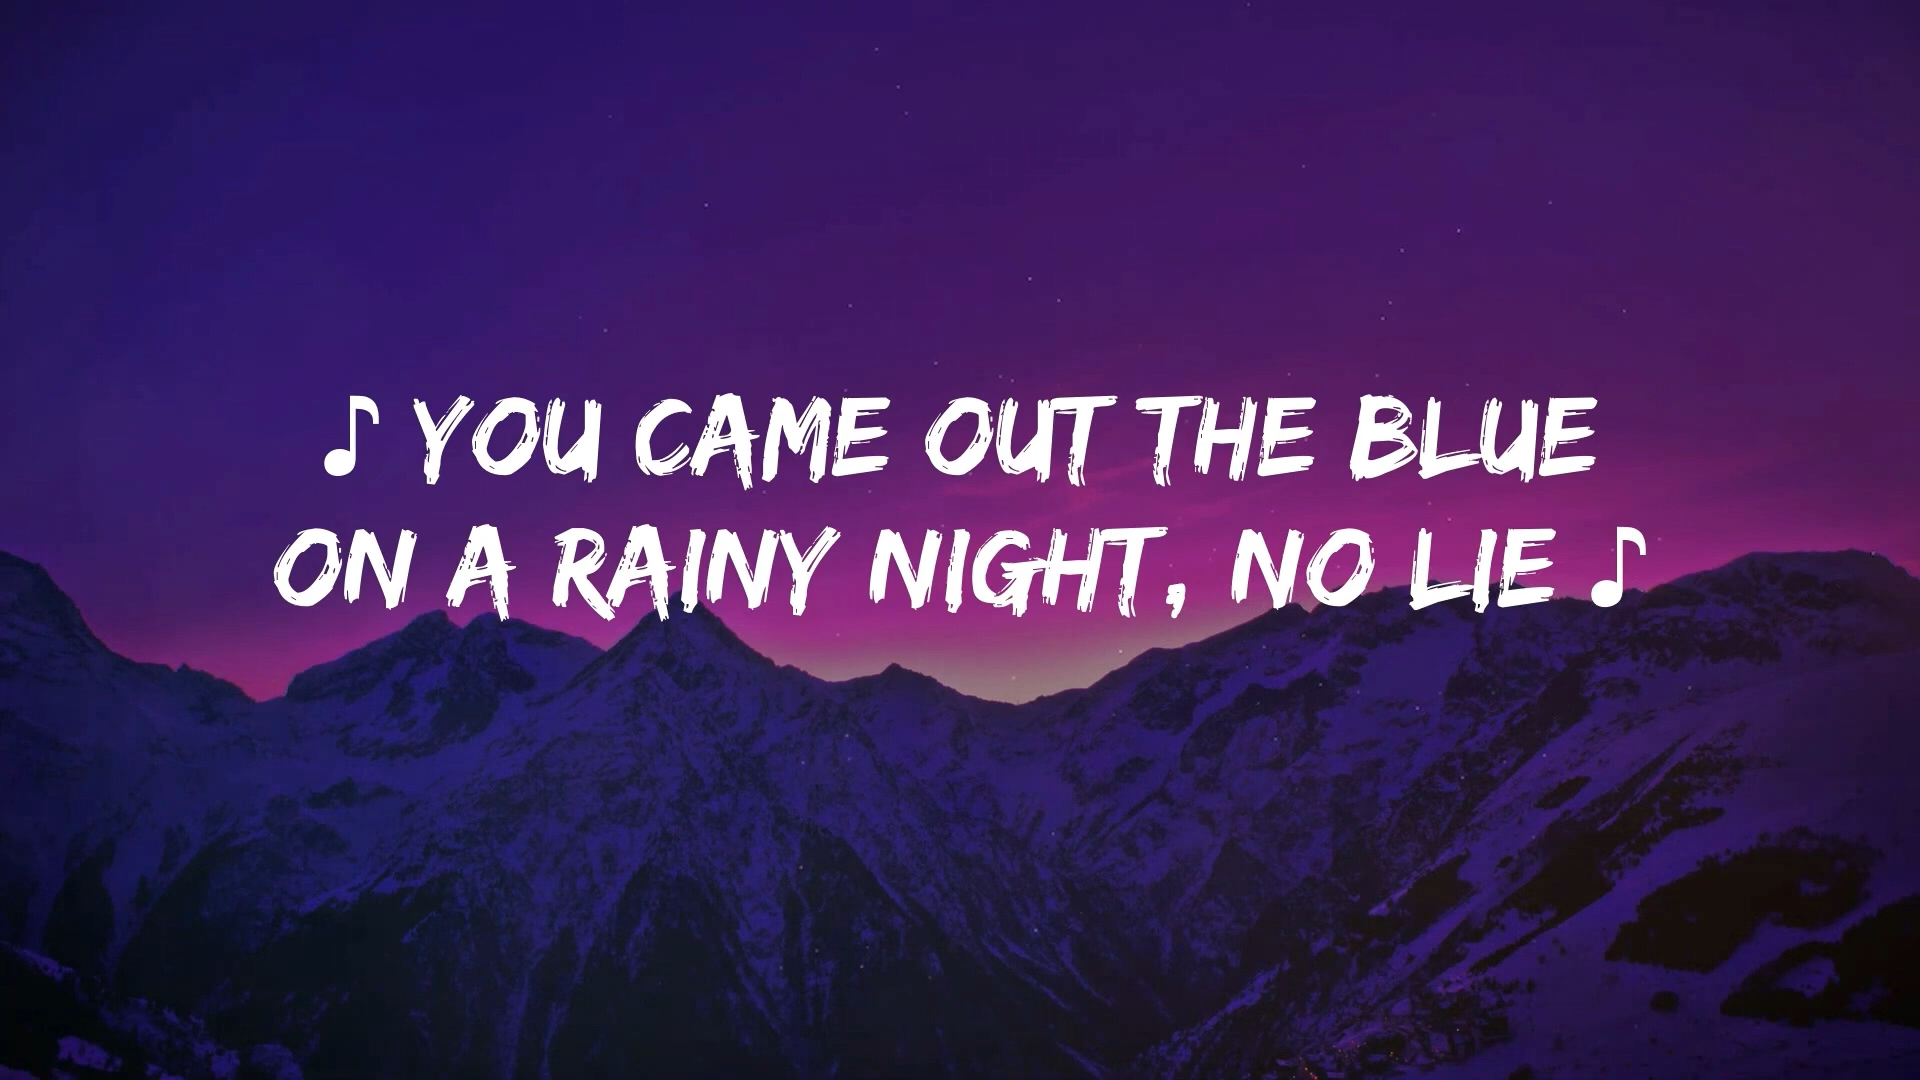 ♪ YOU CAME OUT THE BLUE
ON A RAINY NIGHT, NO LIE ♪